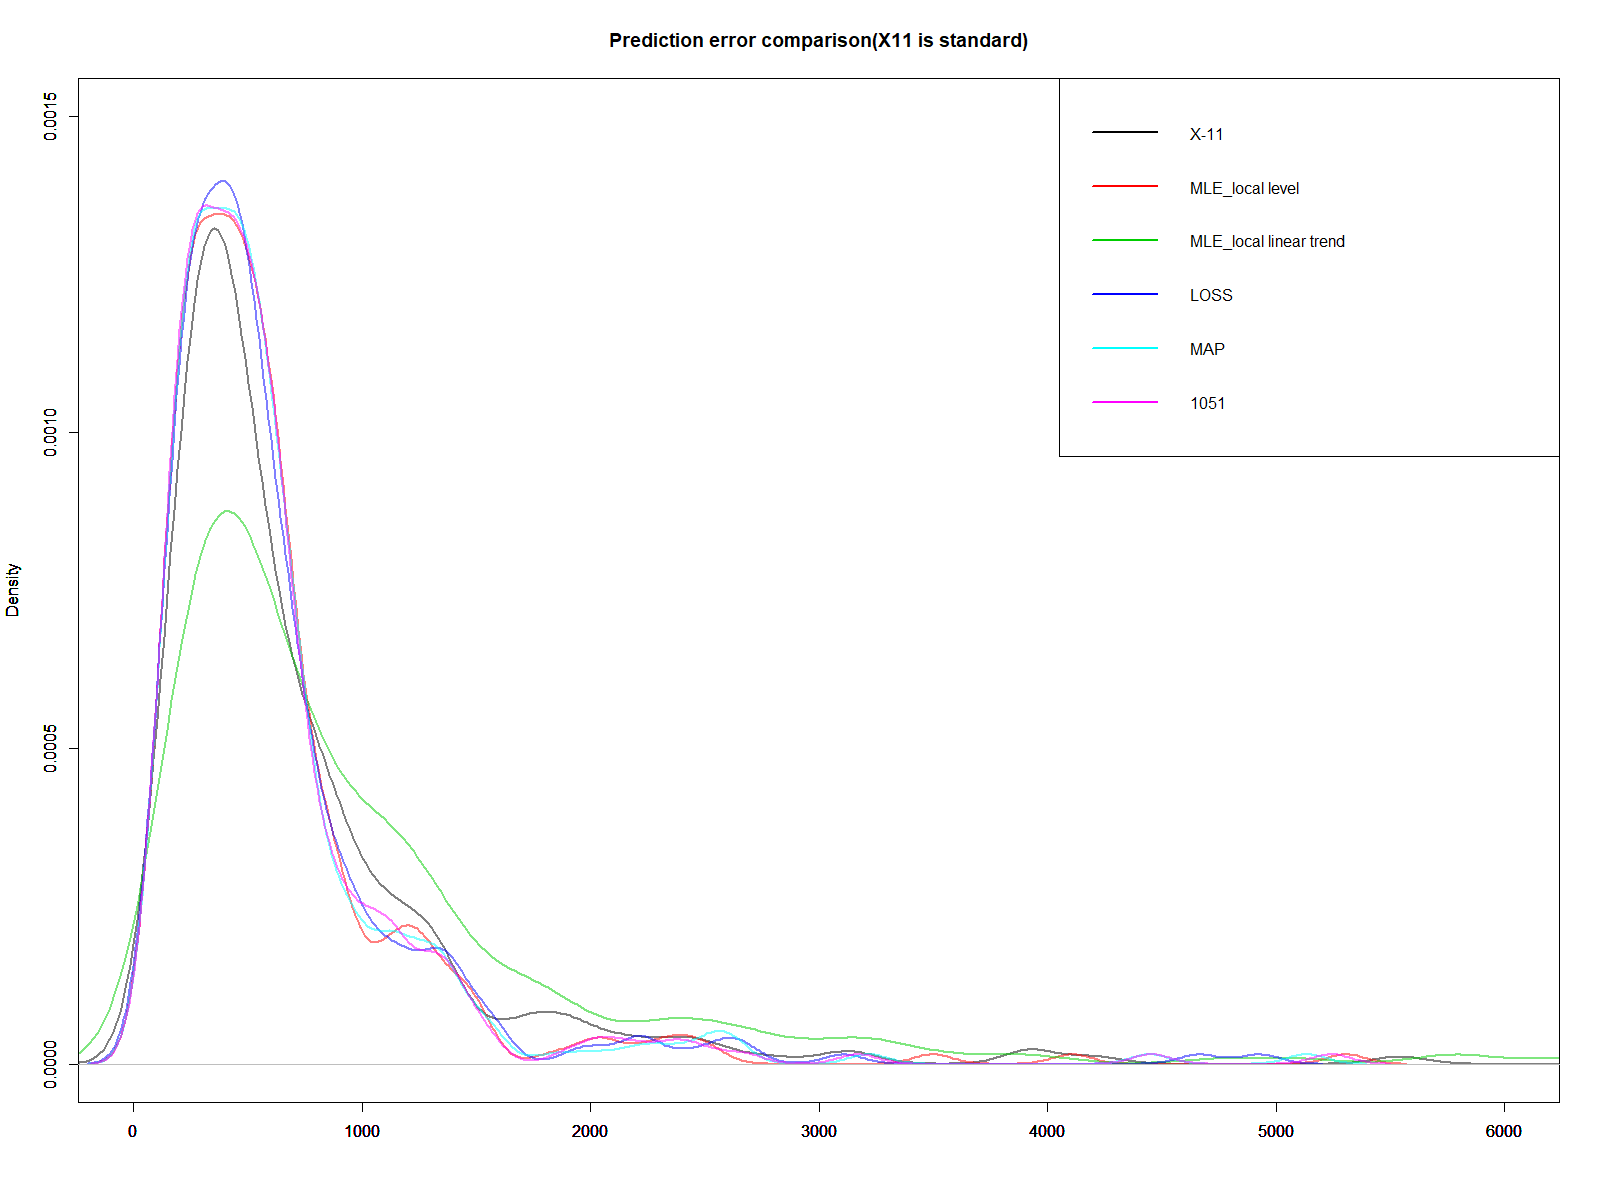 Prediction error comparison(X11 is standard)
X-11
MLE_local level
MLE_local linear trend
LOSS
MAP
1051
Density
0.0015
0.0010
0.0005
0.0000
0
1000
2000
3000
4000
5000
6000